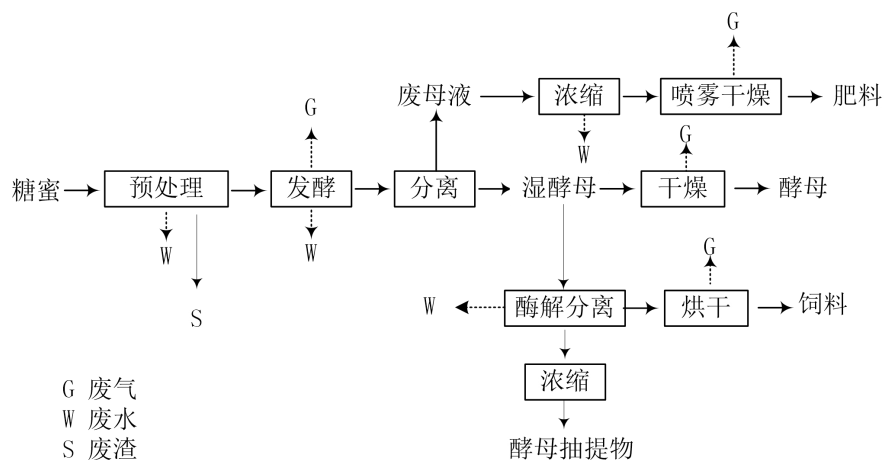 G
G
废母液
浓缩
喷雾干燥
肥料
G
W
糖蜜
预处理
发酵
分离
湿酵母
干燥
酵母
W
W
G
S
W
酶解分离
烘干
饲料
浓缩
G 废气
W 废水
S 废渣
酵母抽提物